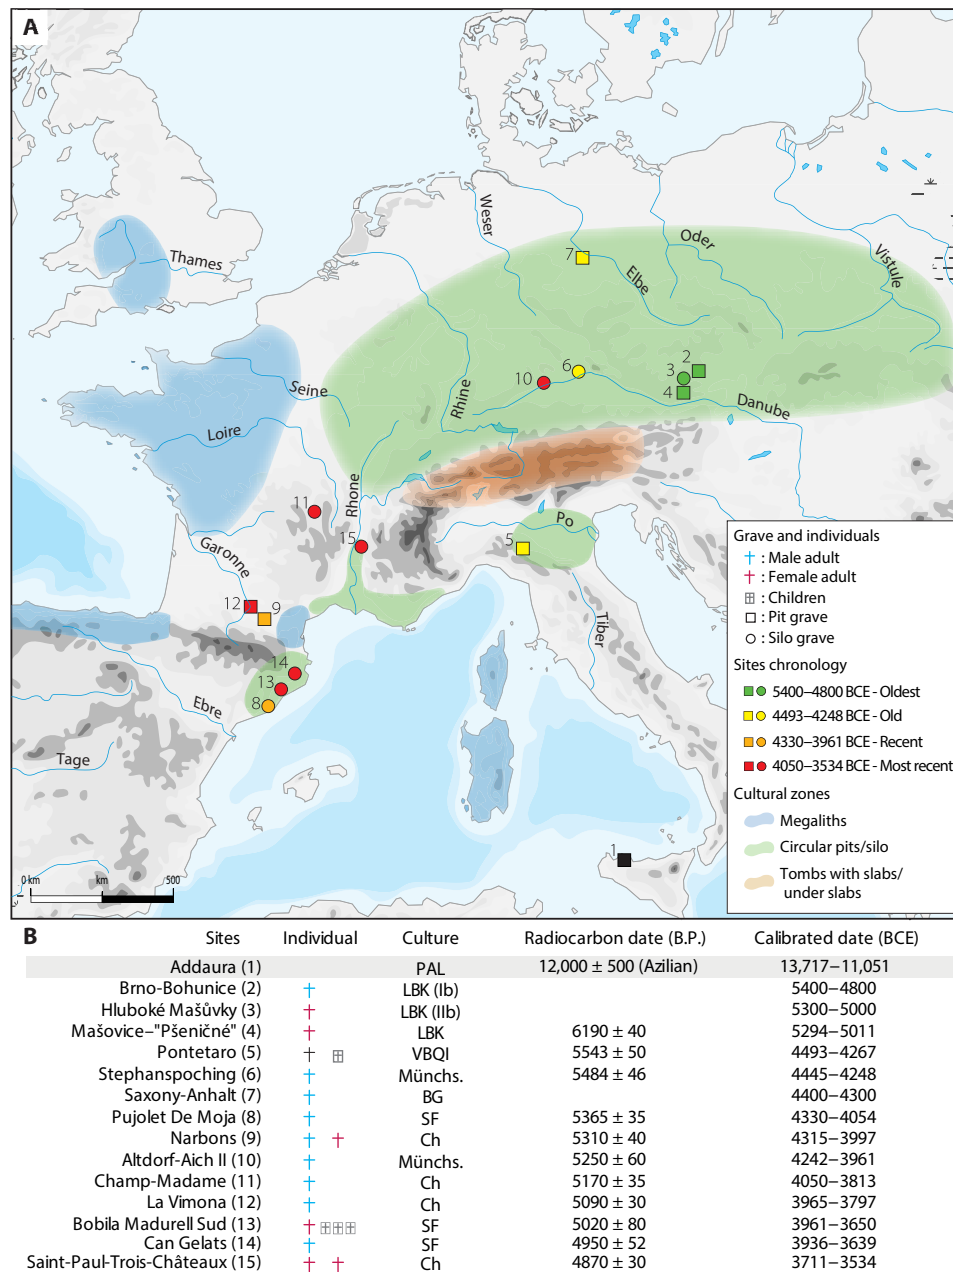 A
Thames
Weser
Oder
Vistule
Elbe
7
Seine
Rhine
10
6
3
2
4
Danube
Loire
Rhone
11
15
Garonne
12
9
Po
5
Tiber
14
13
8
Ebre
Tage
1
0 km
km
500
Grave and individuals
: Male adult
: Female adult
: Children
: Pit grave
: Silo grave
Sites chronology
5400–4800 BCE - Oldest
4493–4248 BCE - Old
4330–3961 BCE - Recent
4050–3534 BCE - Most recent
Cultural zones
Megaliths
Circular pits/silo
Tombs with slabs/
under slabs
B
Sites Individual Culture Radiocarbon date (B.P.) Calibrated date (BCE)
Addaura (1) PAL 12,000 ± 500 (Azilian) 13,717–11,051
Brno-Bohunice (2) LBK (Ib) 5400–4800
Hluboké Mašůvky (3) LBK (IIb) 5300–5000
Mašovice–"Pšeničné" (4) LBK 6190 ± 40 5294–5011
Pontetaro (5) VBQI 5543 ± 50 4493–4267
Stephansposching (6) Münchs. 5484 ± 46 4445–4248
Saxony-Anhalt (7) BG 4400–4300
Pujolet De Moja (8) SF 5365 ± 35 4330–4054
Narbons (9) Ch 5310 ± 40 4315–3997
Altdorf-Aich II (10) Münchs. 5250 ± 60 4242–3961
Champ-Madame (11) Ch 5170 ± 35 4050–3813
La Vimona (12) Ch 5090 ± 30 3965–3797
Bobila Madurell Sud (13) SF 5020 ± 80 3961–3650
Can Gelats (14) SF 4950 ± 52 3936–3639
Saint-Paul-Trois-Châteaux (15) Ch 4870 ± 30 3711–3534